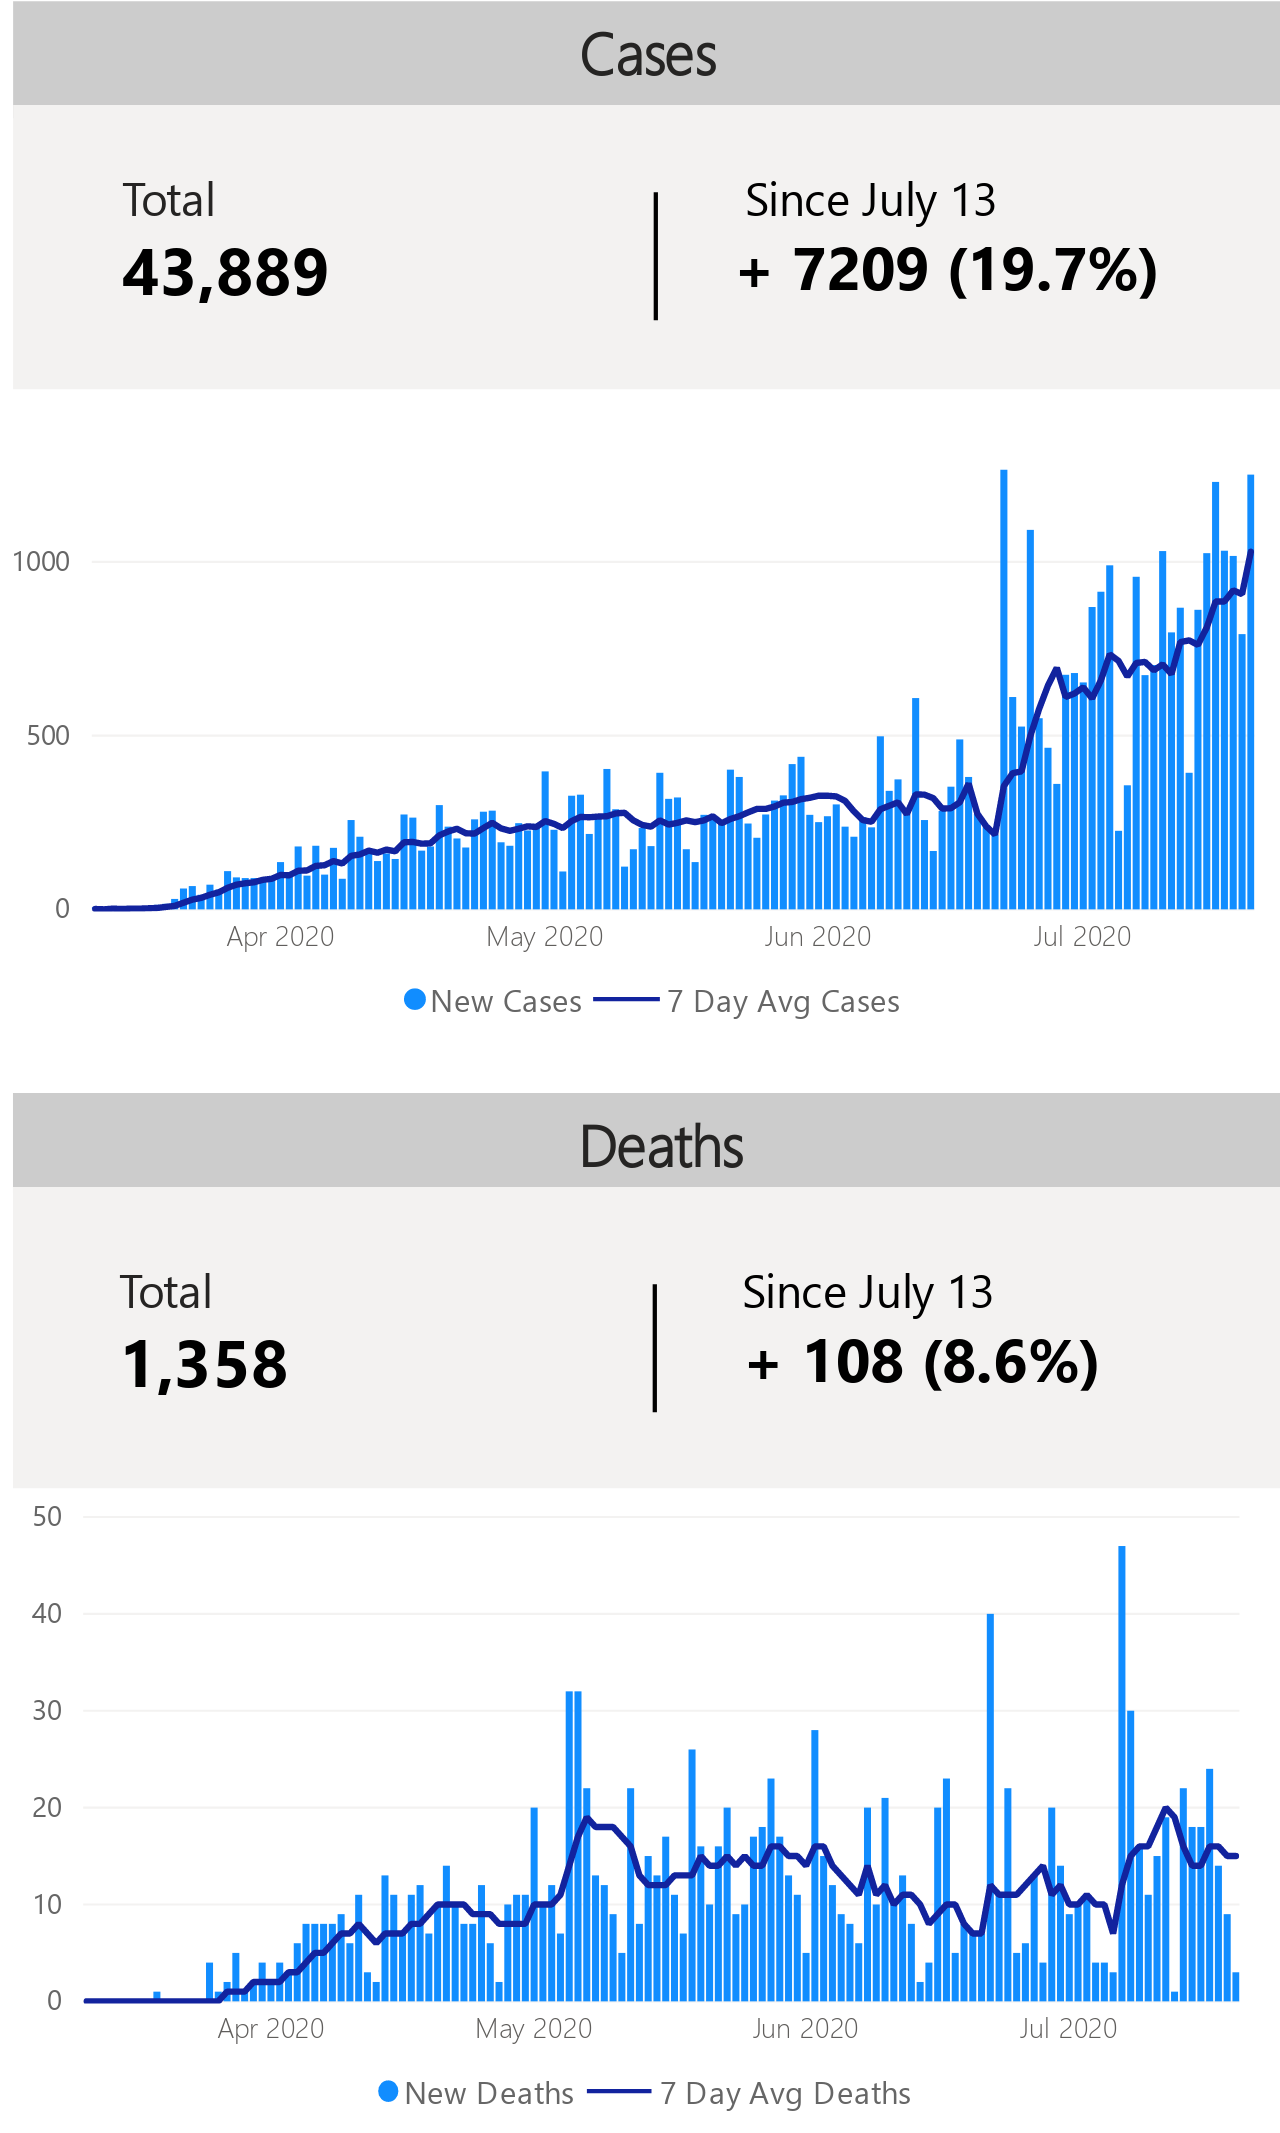 Cases
Total
Since July 13
43,889
+ 7209 (19.7%)
1000
500
0
Apr 2020
May 2020
Jun 2020
Jul 2020
New Cases
7 Day Avg Cases
Deaths
Total
Since July 13
1,358
+ 108 (8.6%)
50
40
30
20
10
0
Apr 2020
May 2020
Jun 2020
Jul 2020
New Deaths
7 Day Avg Deaths